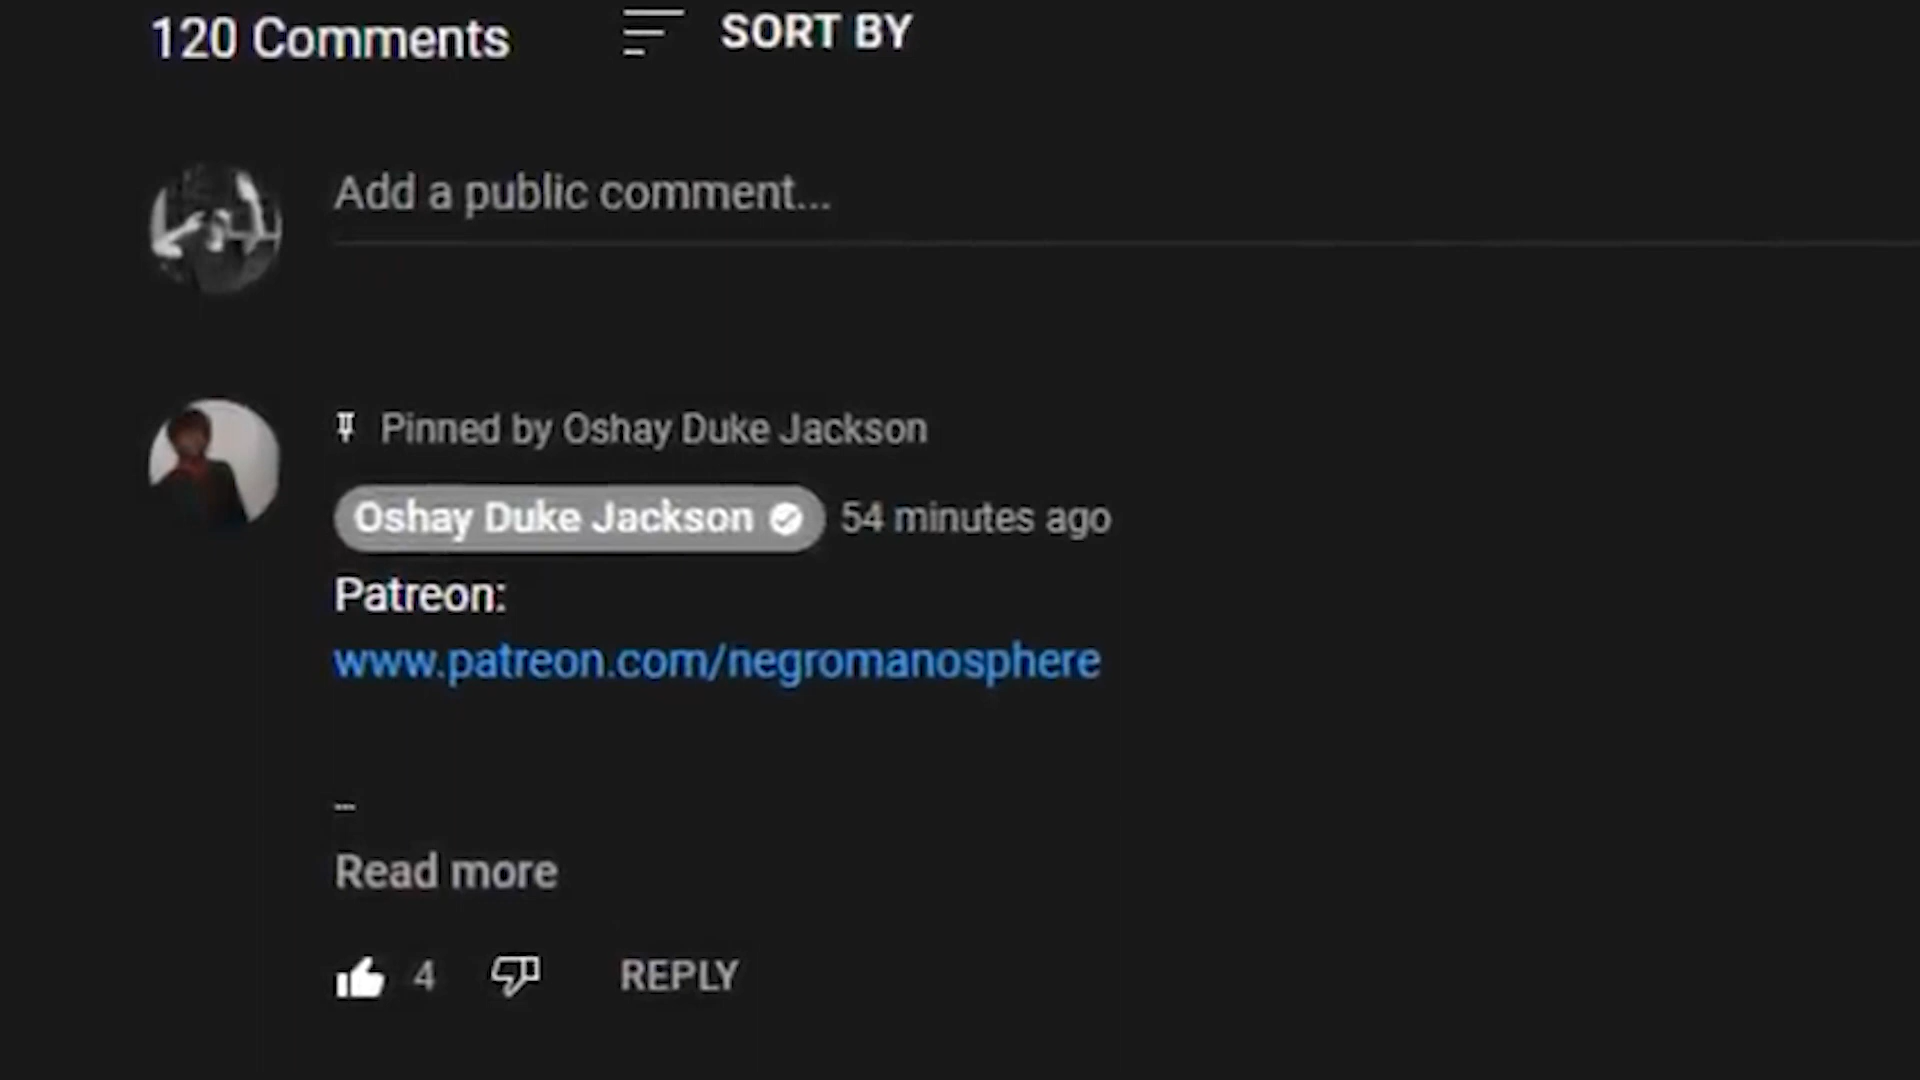 120 Comments SORT BY
Add a public comment...
Pinned by Oshay Duke Jackson
Oshay Duke Jackson 54 minutes ago
Patreon:
www.patreon.com/negromanosphere
--
Read more
4 REPLY